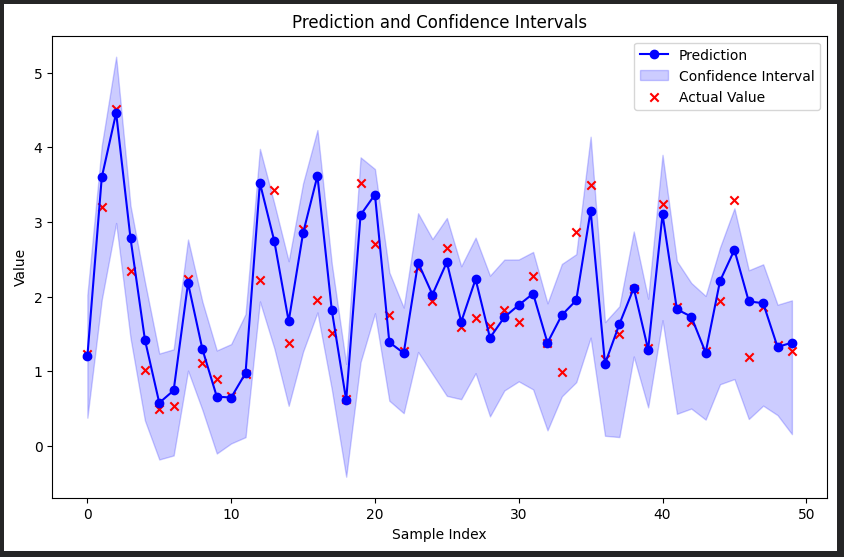 Prediction and Confidence Intervals
Prediction
Confidence Interval
Actual Value
Value
5
4
3
2
1
0
0 10 20 30 40 50
Sample Index